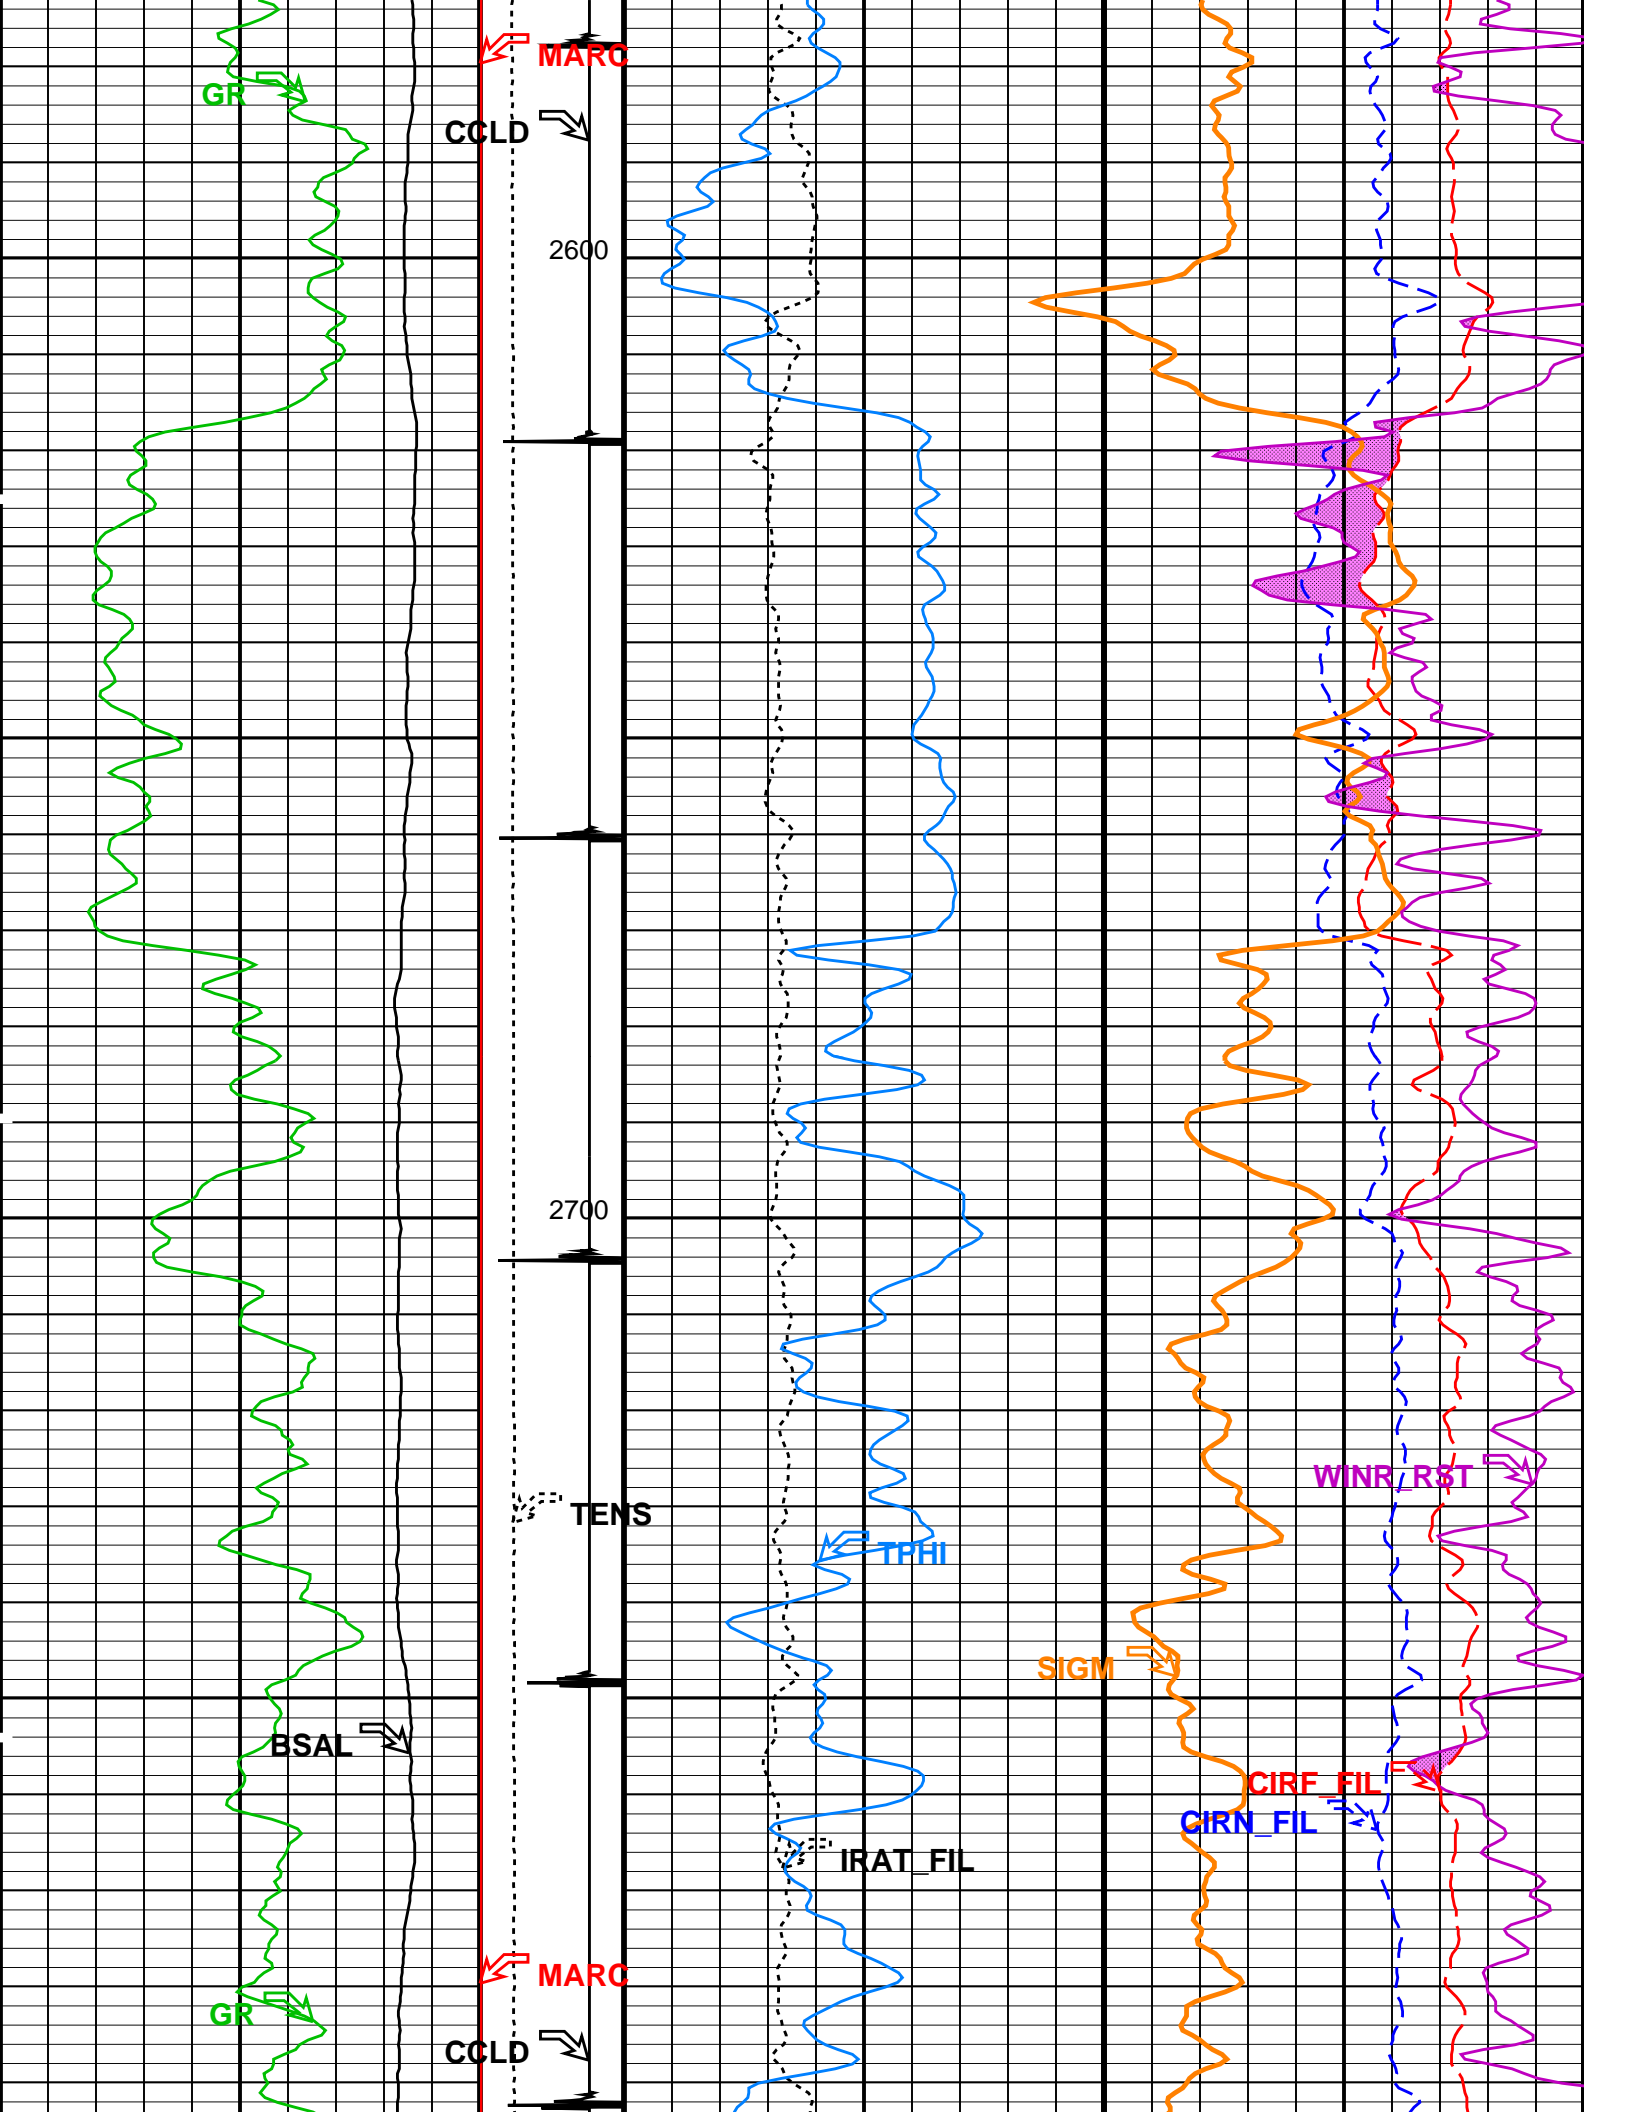 MARC
GR
CCLD
2600
2700
WINR_RST
TENS
TPHI
SIGM
BSAL
CIRF_FIL
CIRN_FIL
IRAT_FIL
MARC
GR
CCLD